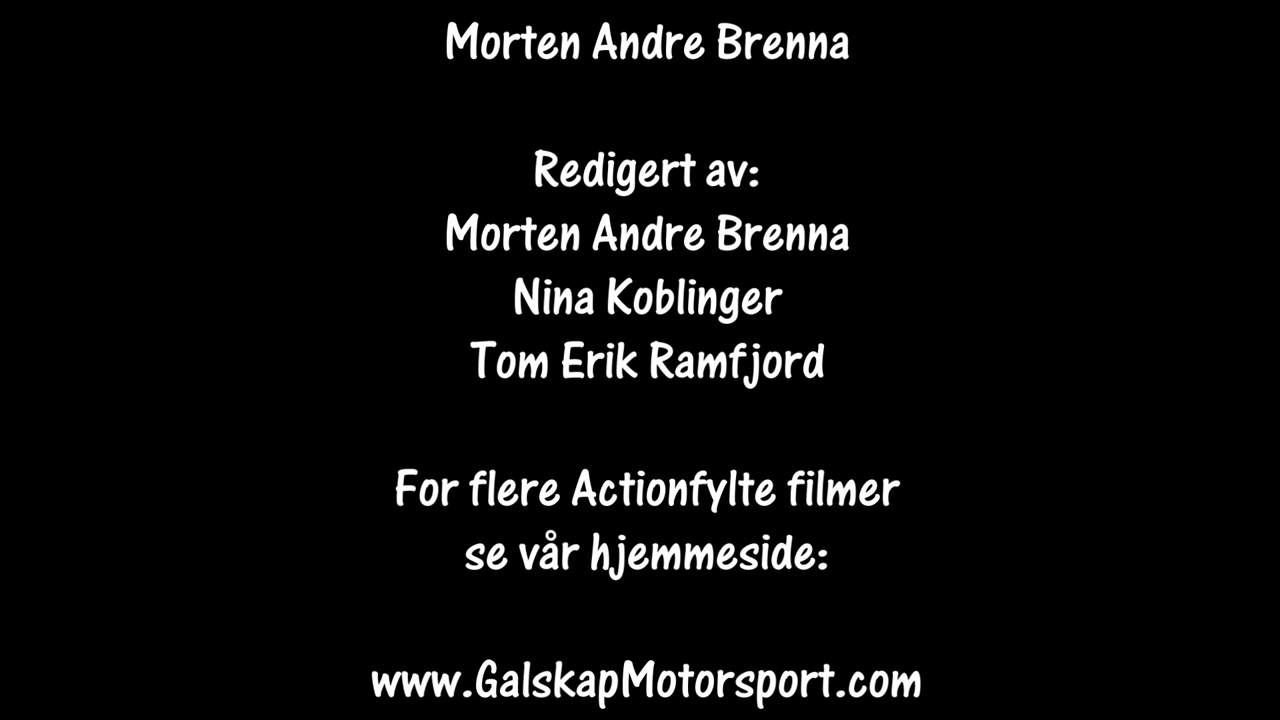 Morten Andre Brenna
Redigert av:
Morten Andre Brenna
Nina Koblinger
Tom Erik Ramfjord
For flere Actionfylte filmer
se vår hjemmeside:
www.GalskapMotorsport.com